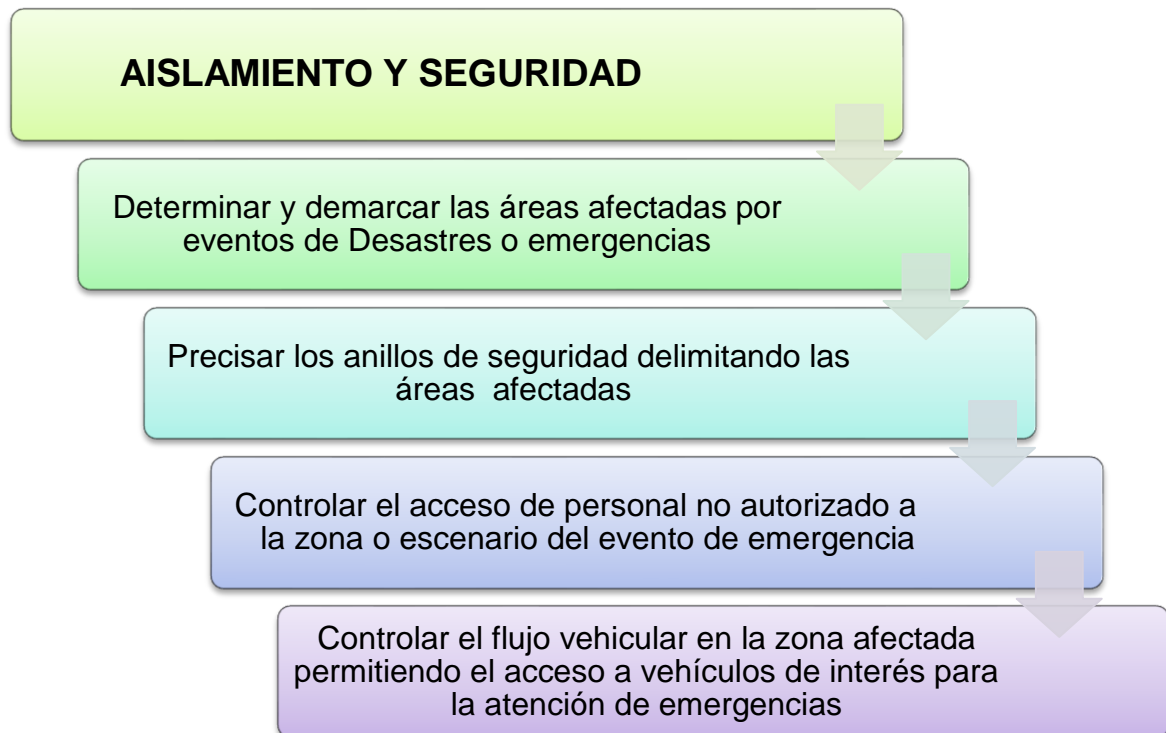 AISLAMIENTO Y SEGURIDAD
Determinar y demarcar las áreas afectadas por
eventos de Desastres o emergencias
Precisar los anillos de seguridad delimitando las
áreas afectadas
Controlar el acceso de personal no autorizado a
la zona o escenario del evento de emergencia
Controlar el flujo vehicular en la zona afectada
permitiendo el acceso a vehículos de interés para
la atención de emergencias